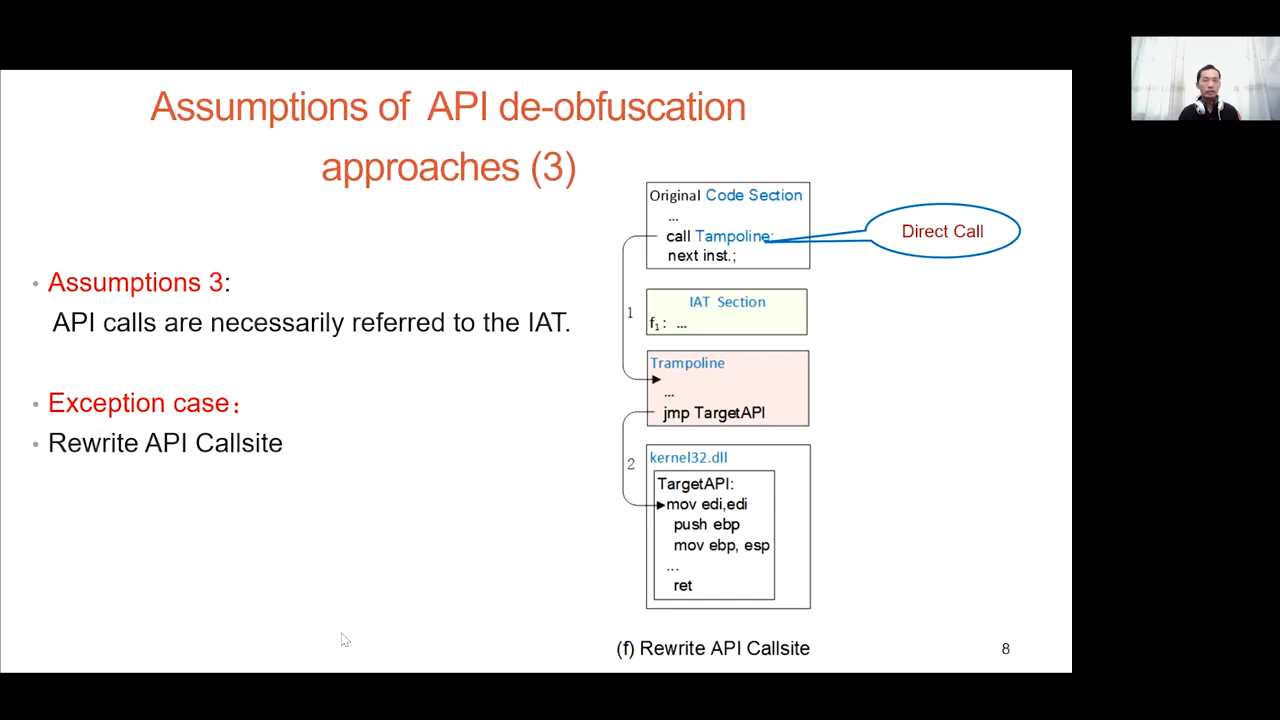 Assumptions of API de-obfuscation
approaches (3)
• Assumptions 3:
API calls are necessarily referred to the IAT.
• Exception case：
• Rewrite API Callsite
Original Code Section
...
call Tampoline;
next inst.;
Direct Call
1
IAT Section
f₁: ...
Trampoline
...
jmp TargetAPI
2
kernel32.dll
TargetAPI:
mov edi,edi
push ebp
mov ebp, esp
...
ret
(f) Rewrite API Callsite
8